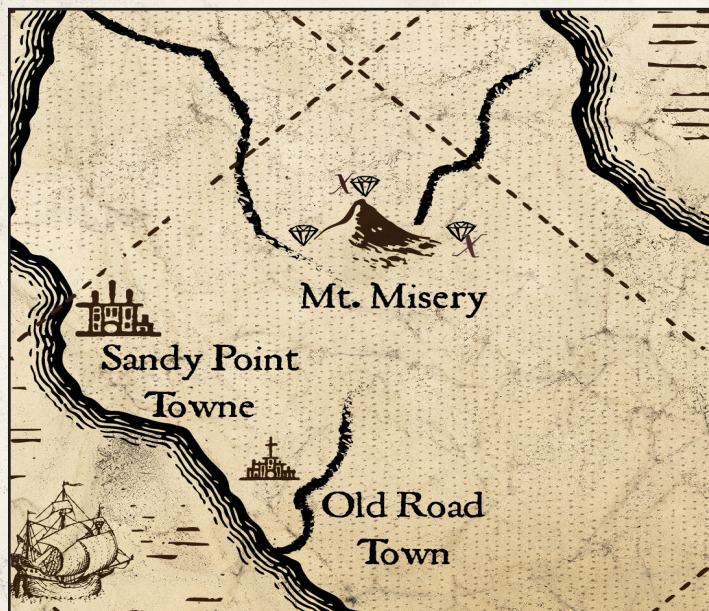 X
X
Mt. Misery
Sandy Point
Towne
Old Road
Town